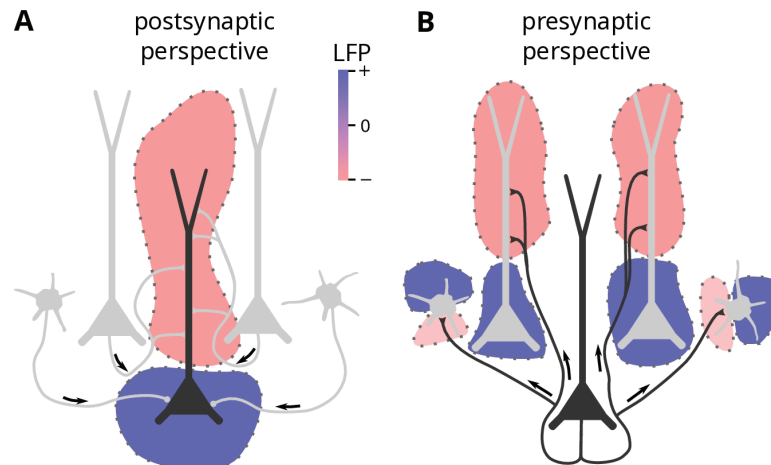 A
postsynaptic
perspective
LFP
+
0
−
B
presynaptic
perspective